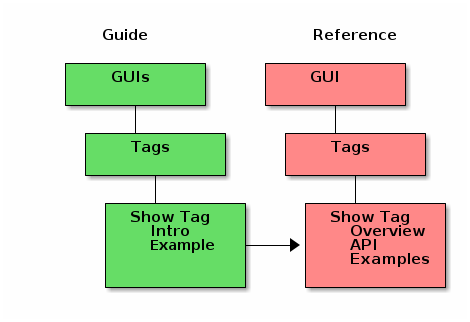 Guide
Reference
GUIs
GUI
Tags
Tags
Show Tag
Intro
Example
Show Tag
Overview
API
Examples